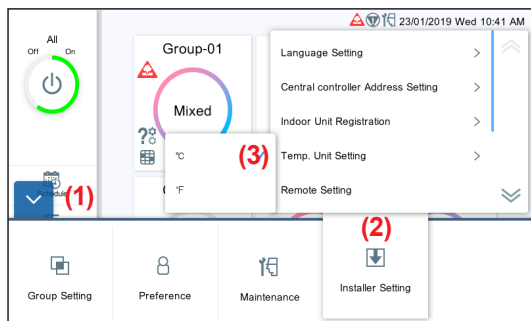 23/01/2019 Wed 10:41 AM
All
Off On
Group-01
Mixed
Language Setting
Central controller Address Setting
Indoor Unit Registration
Temp. Unit Setting
Remote Setting
°C
(3)
°F
Schedule
(1)
(2)
Group Setting
Preference
Maintenance
Installer Setting